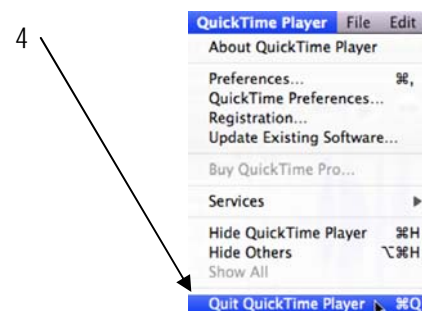 QuickTime Player File Edit
4
About QuickTime Player
Preferences... ⌘,
QuickTime Preferences...
Registration...
Update Existing Software...
Buy QuickTime Pro...
Services ▶
Hide QuickTime Player ⌘H
Hide Others ⌥⌘H
Show All
Quit QuickTime Player ⌘Q